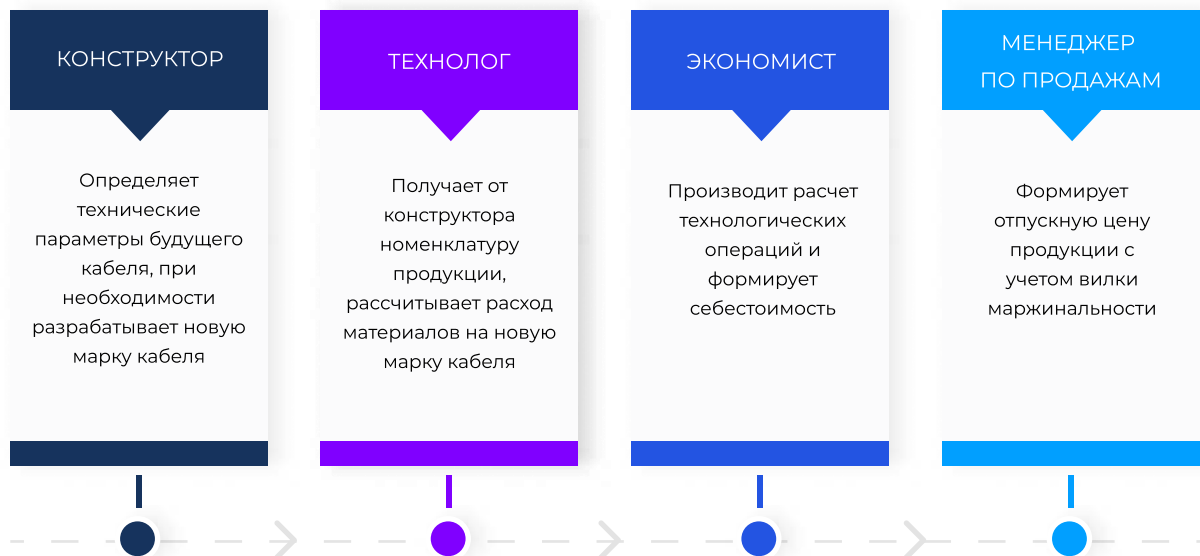 КОНСТРУКТОР
Определяет
технические
параметры будущего
кабеля, при
необходимости
разрабатывает новую
марку кабеля
ТЕХНОЛОГ
Получает от
конструктора
номенклатуру
продукции,
рассчитывает расход
материалов на новую
марку кабеля
ЭКОНОМИСТ
Производит расчет
технологических
операций и
формирует
себестоимость
МЕНЕДЖЕР
ПО ПРОДАЖАМ
Формирует
отпускную цену
продукции с
учетом вилки
маржинальности